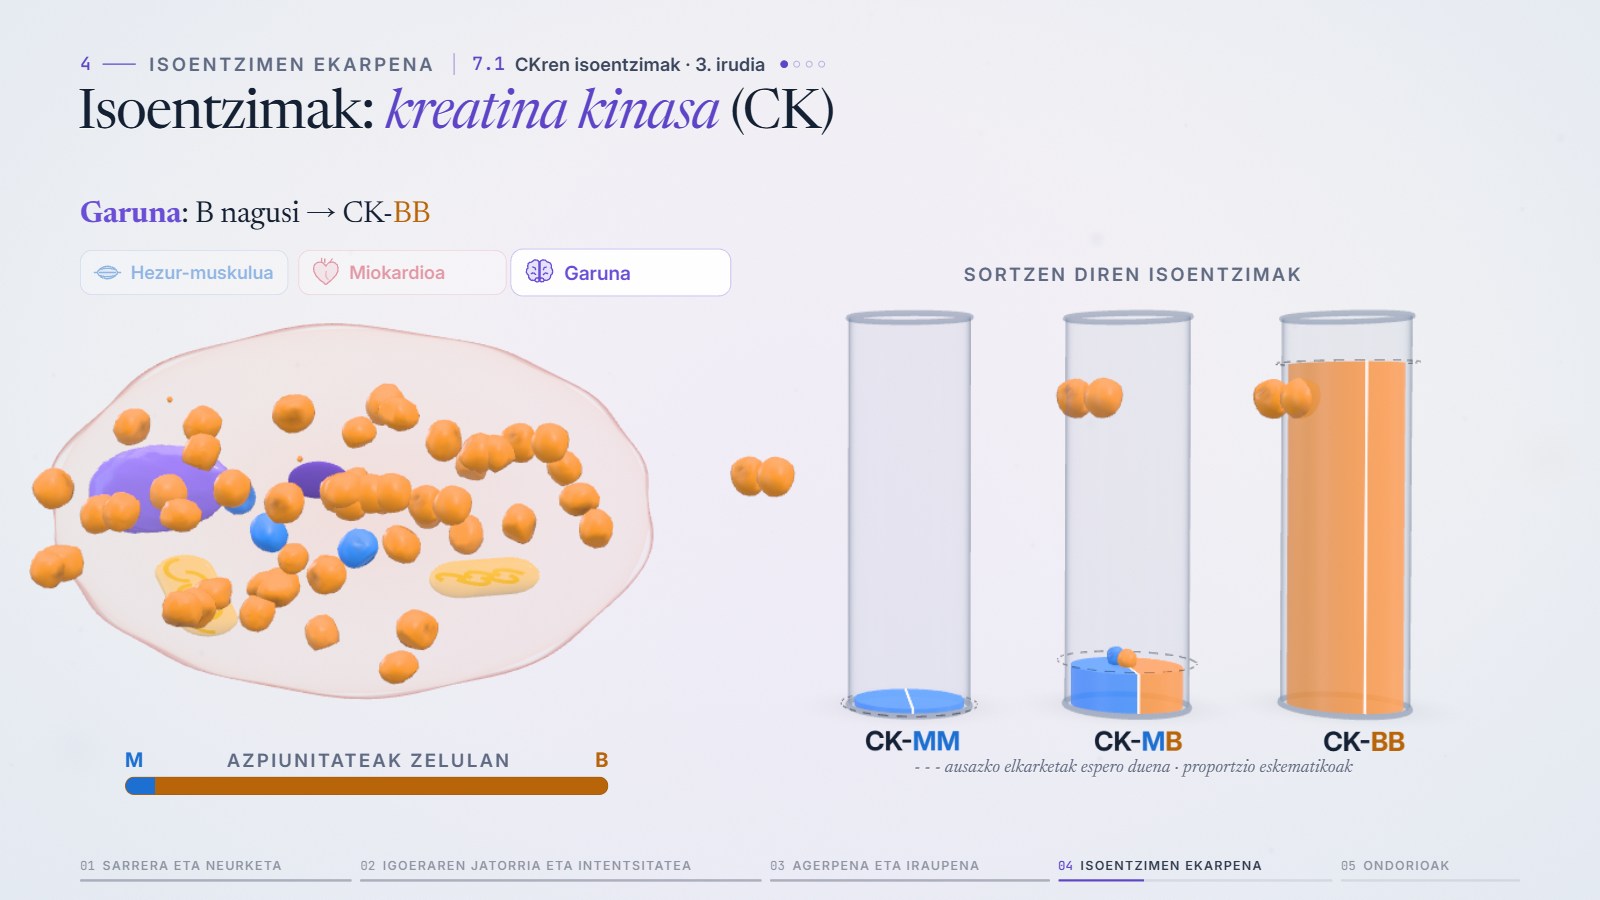 4 — ISOENTZIMEN EKARPENA | 7.1 CKren isoentzimak · 3. irudia
Isoentzimak: kreatina kinasa (CK)
Garuna: B nagusi → CK-BB
Hezur-muskulua Miokardioa Garuna
SORTZEN DIREN ISOENTZIMAK
CK-MM CK-MB CK-BB
- - - ausazko elkarketak espero duena · proportzio eskematikoak
M AZPIUNITATEAK ZELULAN B
01 SARRERA ETA NEURKETA 02 IGOERAREN JATORRIA ETA INTENTSITATEA 03 AGERPENA ETA IRAUPENA 04 ISOENTZIMEN EKARPENA 05 ONDORIOAK